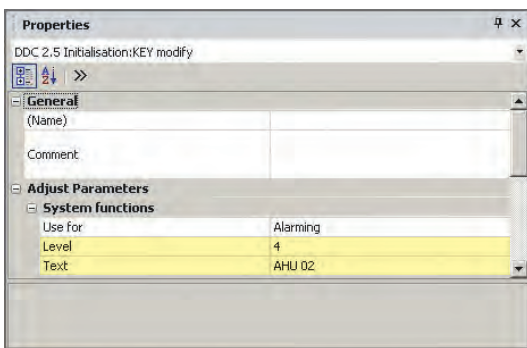 Properties
DDC 2.5 Initialisation:KEY modify
General
(Name)
Comment
Adjust Parameters
System functions
Use for Alarming
Level 4
Text AHU 02